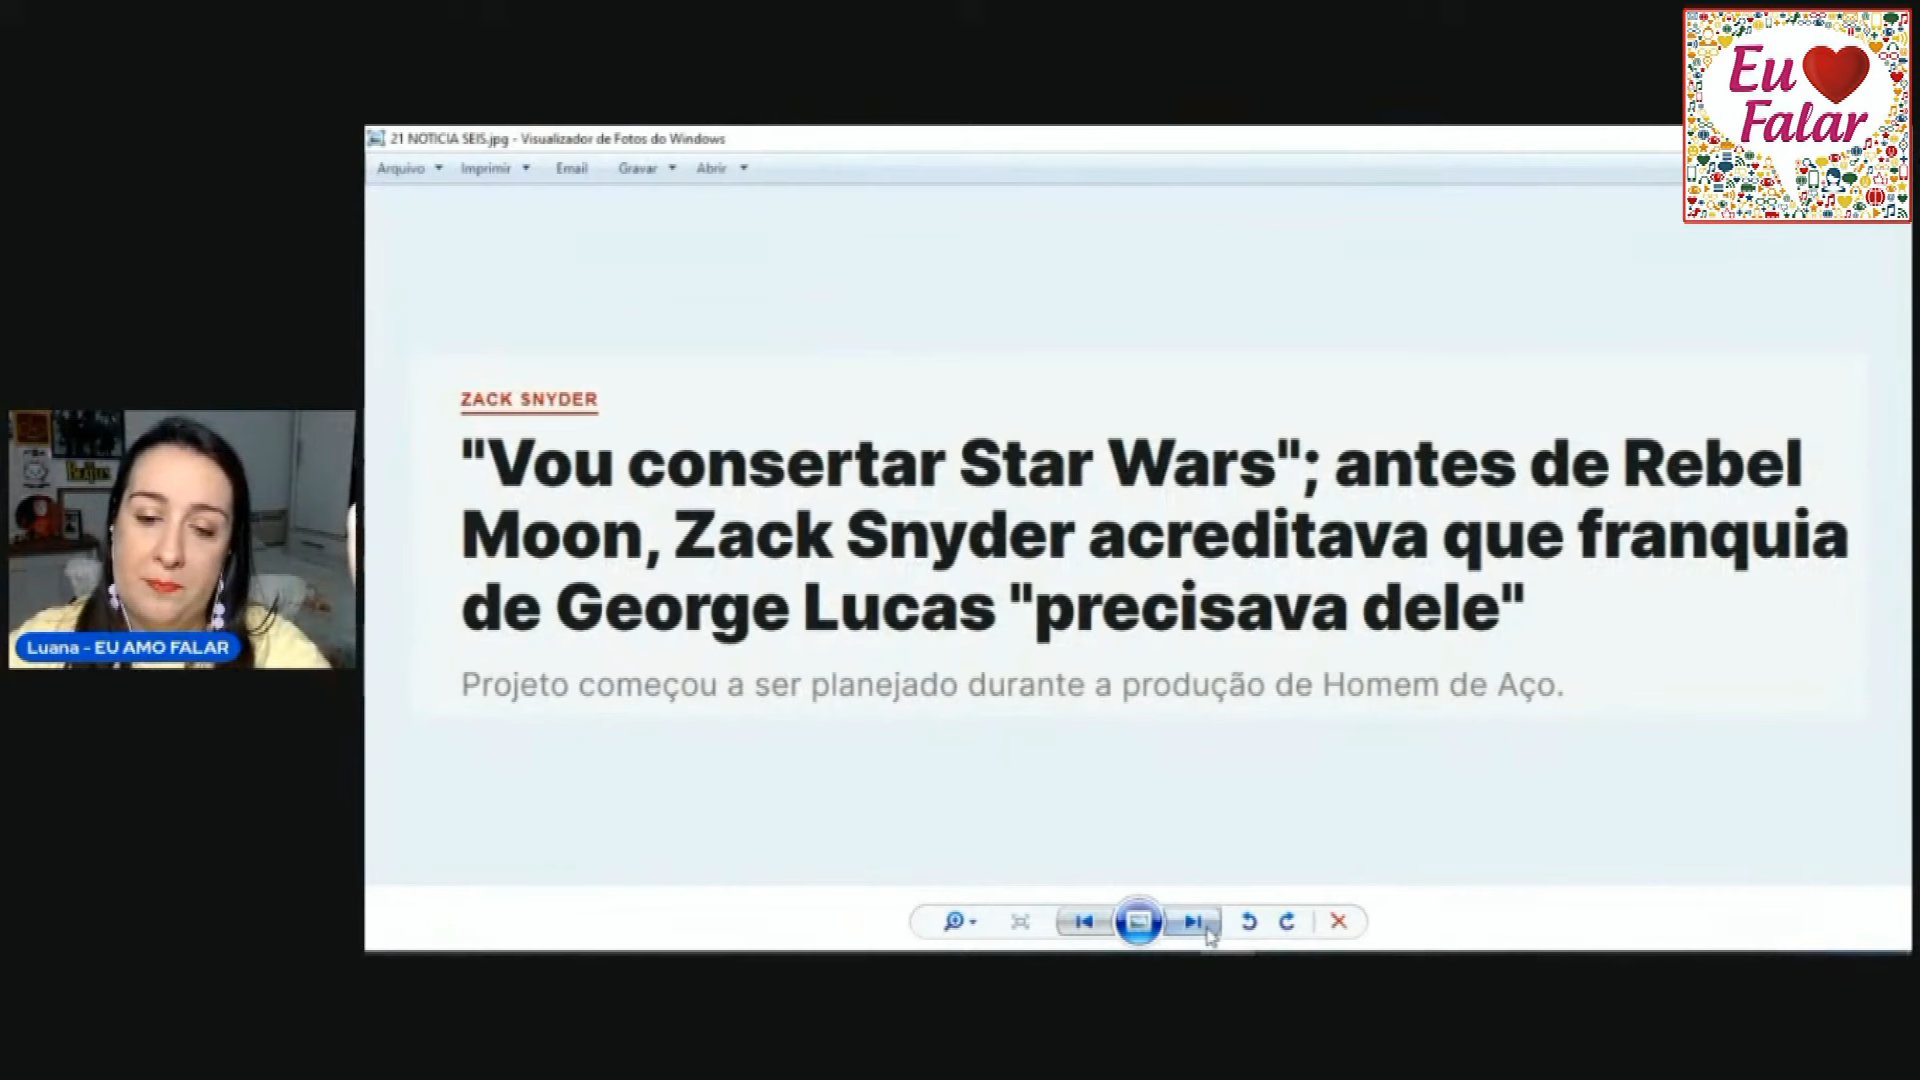 Eu
Falar
21 NOTICIA SEIS.jpg - Visualizador de Fotos do Windows
Arquivo Imprimir Email Gravar Abrir
ZACK SNYDER
"Vou consertar Star Wars"; antes de Rebel
Moon, Zack Snyder acreditava que franquia
de George Lucas "precisava dele"
Projeto começou a ser planejado durante a produção de Homem de Aço.
Luana - EU AMO FALAR